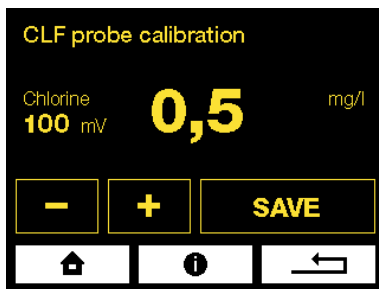 CLF probe calibration
Chlorine
100 mV
0,5
mg/l
− + SAVE